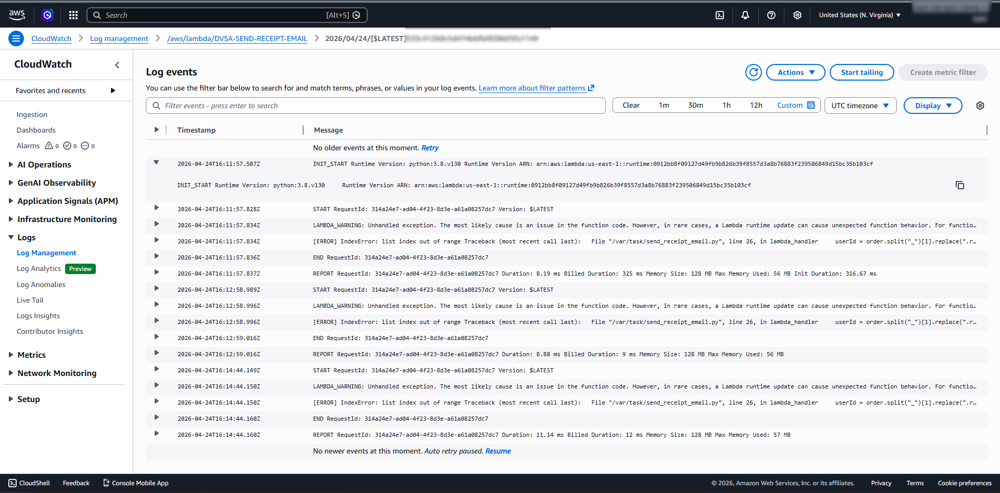 aws
Search [Alt+S]
United States (N. Virginia)
CloudWatch > Log management > /aws/lambda/DVSA-SEND-RECEIPT-EMAIL > 2026/04/24/[$LATEST]
CloudWatch
Favorites and recents
Ingestion
Dashboards
Alarms 0 0 0
AI Operations
GenAI Observability
Application Signals (APM)
Infrastructure Monitoring
Logs
Log Management
Log Analytics Preview
Log Anomalies
Live Tail
Logs Insights
Contributor Insights
Metrics
Network Monitoring
Setup
Log events
Actions Start tailing Create metric filter
You can use the filter bar below to search for and match terms, phrases, or values in your log events. Learn more about filter patterns
Filter events - press enter to search Clear 1m 30m 1h 12h Custom UTC timezone Display
Timestamp Message
No older events at this moment. Retry
2026-04-24T16:11:57.507Z INIT_START Runtime Version: python:3.8.v130 Runtime Version ARN: arn:aws:lambda:us-east-1::runtime:0912bb8f09127d49fb9b826b39f8557d3a8b76883f239506849d15bc35b103cf
INIT_START Runtime Version: python:3.8.v130 Runtime Version ARN: arn:aws:lambda:us-east-1::runtime:0912bb8f09127d49fb9b826b39f8557d3a8b76883f239506849d15bc35b103cf
2026-04-24T16:11:57.828Z START RequestId: 314a24e7-ad04-4f23-8d3e-a61a08257dc7 Version: $LATEST
2026-04-24T16:11:57.834Z LAMBDA_WARNING: Unhandled exception. The most likely cause is an issue in the function code. However, in rare cases, a Lambda runtime update can cause unexpected function behavior. For functio…
2026-04-24T16:11:57.834Z [ERROR] IndexError: list index out of range Traceback (most recent call last): File "/var/task/send_receipt_email.py", line 26, in lambda_handler userId = order.split("_")[1].replace(".r…
2026-04-24T16:11:57.836Z END RequestId: 314a24e7-ad04-4f23-8d3e-a61a08257dc7
2026-04-24T16:11:57.837Z REPORT RequestId: 314a24e7-ad04-4f23-8d3e-a61a08257dc7 Duration: 8.19 ms Billed Duration: 325 ms Memory Size: 128 MB Max Memory Used: 56 MB Init Duration: 316.67 ms
2026-04-24T16:12:58.989Z START RequestId: 314a24e7-ad04-4f23-8d3e-a61a08257dc7 Version: $LATEST
2026-04-24T16:12:58.996Z LAMBDA_WARNING: Unhandled exception. The most likely cause is an issue in the function code. However, in rare cases, a Lambda runtime update can cause unexpected function behavior. For functio…
2026-04-24T16:12:58.996Z [ERROR] IndexError: list index out of range Traceback (most recent call last): File "/var/task/send_receipt_email.py", line 26, in lambda_handler userId = order.split("_")[1].replace(".r…
2026-04-24T16:12:59.016Z END RequestId: 314a24e7-ad04-4f23-8d3e-a61a08257dc7
2026-04-24T16:12:59.016Z REPORT RequestId: 314a24e7-ad04-4f23-8d3e-a61a08257dc7 Duration: 8.88 ms Billed Duration: 9 ms Memory Size: 128 MB Max Memory Used: 56 MB
2026-04-24T16:14:44.149Z START RequestId: 314a24e7-ad04-4f23-8d3e-a61a08257dc7 Version: $LATEST
2026-04-24T16:14:44.150Z LAMBDA_WARNING: Unhandled exception. The most likely cause is an issue in the function code. However, in rare cases, a Lambda runtime update can cause unexpected function behavior. For functio…
2026-04-24T16:14:44.150Z [ERROR] IndexError: list index out of range Traceback (most recent call last): File "/var/task/send_receipt_email.py", line 26, in lambda_handler userId = order.split("_")[1].replace(".r…
2026-04-24T16:14:44.160Z END RequestId: 314a24e7-ad04-4f23-8d3e-a61a08257dc7
2026-04-24T16:14:44.160Z REPORT RequestId: 314a24e7-ad04-4f23-8d3e-a61a08257dc7 Duration: 11.14 ms Billed Duration: 12 ms Memory Size: 128 MB Max Memory Used: 57 MB
No newer events at this moment. Auto retry paused. Resume
CloudShell Feedback Console Mobile App © 2026, Amazon Web Services, Inc. or its affiliates. Privacy Terms Cookie preferences